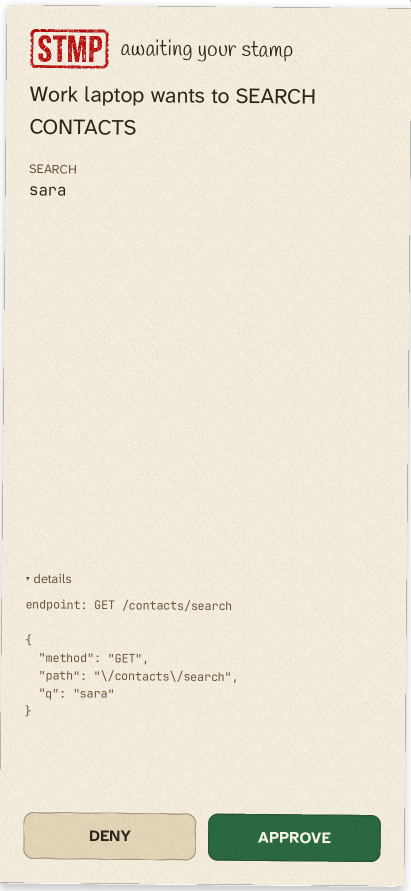 STMP awaiting your stamp
Work laptop wants to SEARCH
CONTACTS
SEARCH
sara
▾ details
endpoint: GET /contacts/search
{
  "method": "GET",
  "path": "\/contacts\/search",
  "q": "sara"
}
DENY APPROVE